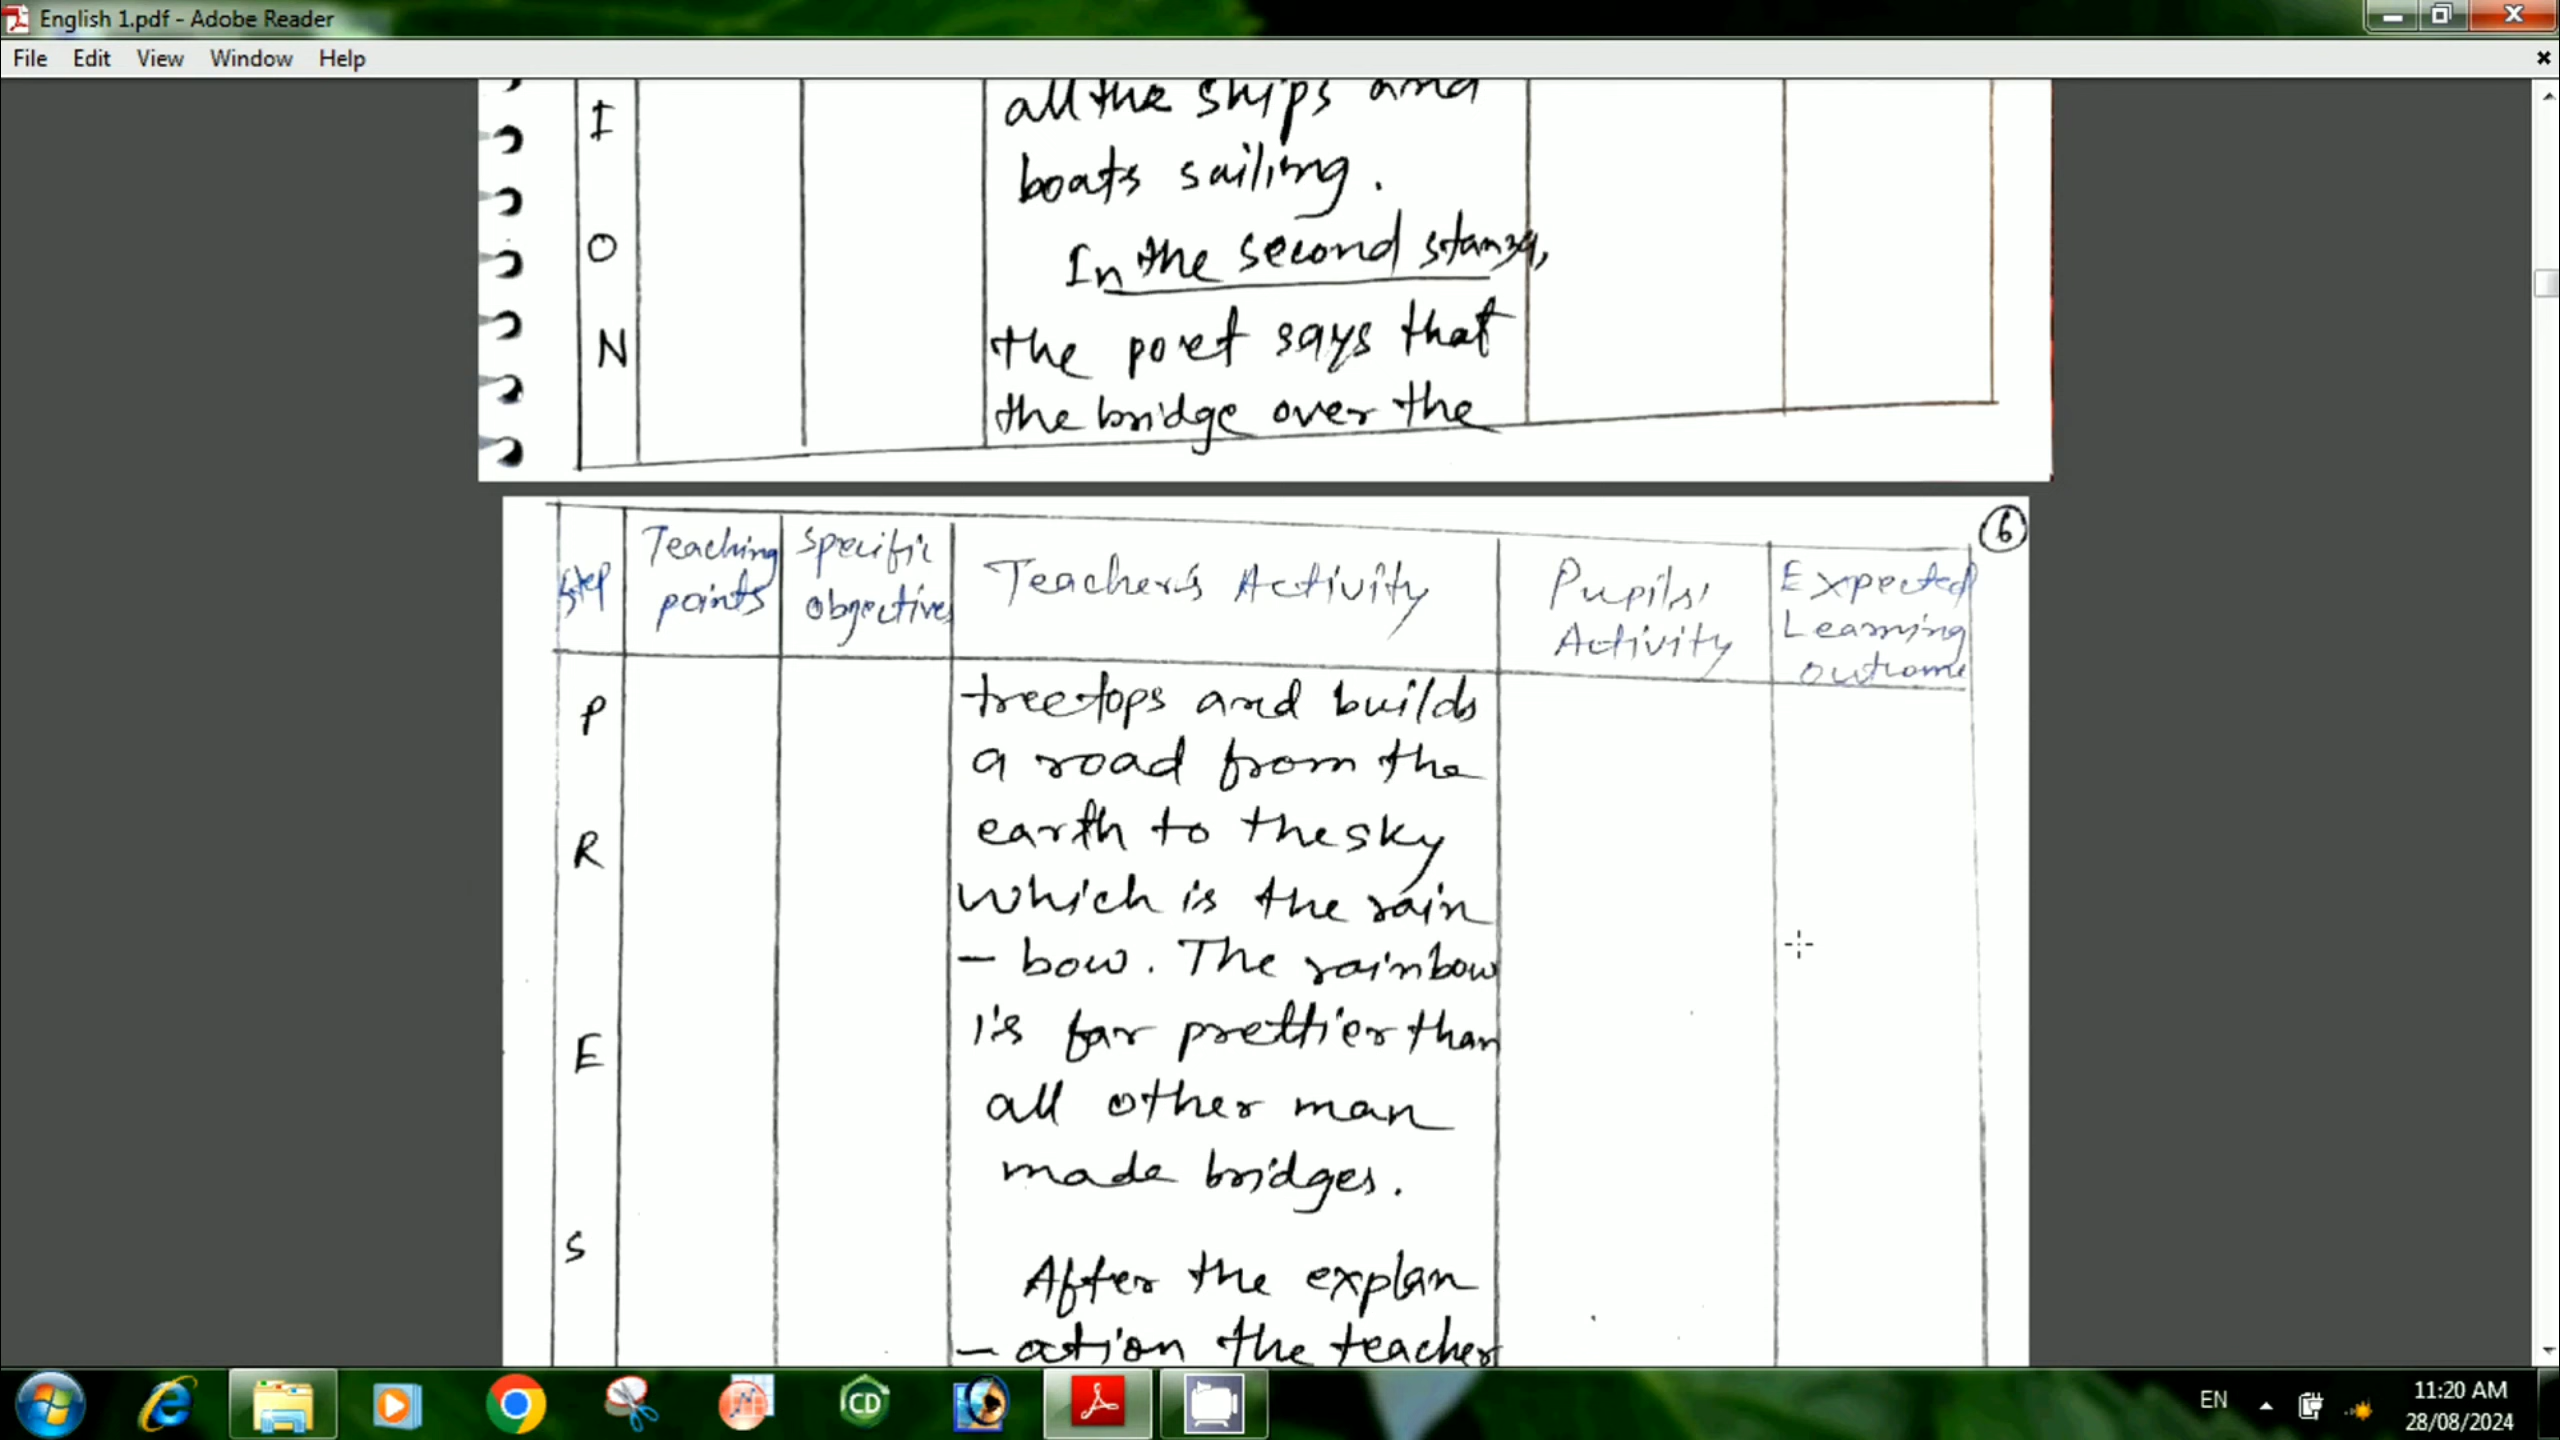 English 1.pdf - Adobe Reader
File Edit View Window Help
I
O
N
all the ships and
boats sailing.
In the second stanza,
the poet says that
the bridge over the
6
Step
Teaching
points
Specific
objectives
Teacher's Activity
Pupils'
Activity
Expected
Learning
outcome
P
R
E
S
treetops and builds
a road from the
earth to the sky
which is the rain
- bow. The rainbow
is far prettier than
all other man
made bridges.
After the explan
- ation the teacher
CD
EN
11:20 AM
28/08/2024